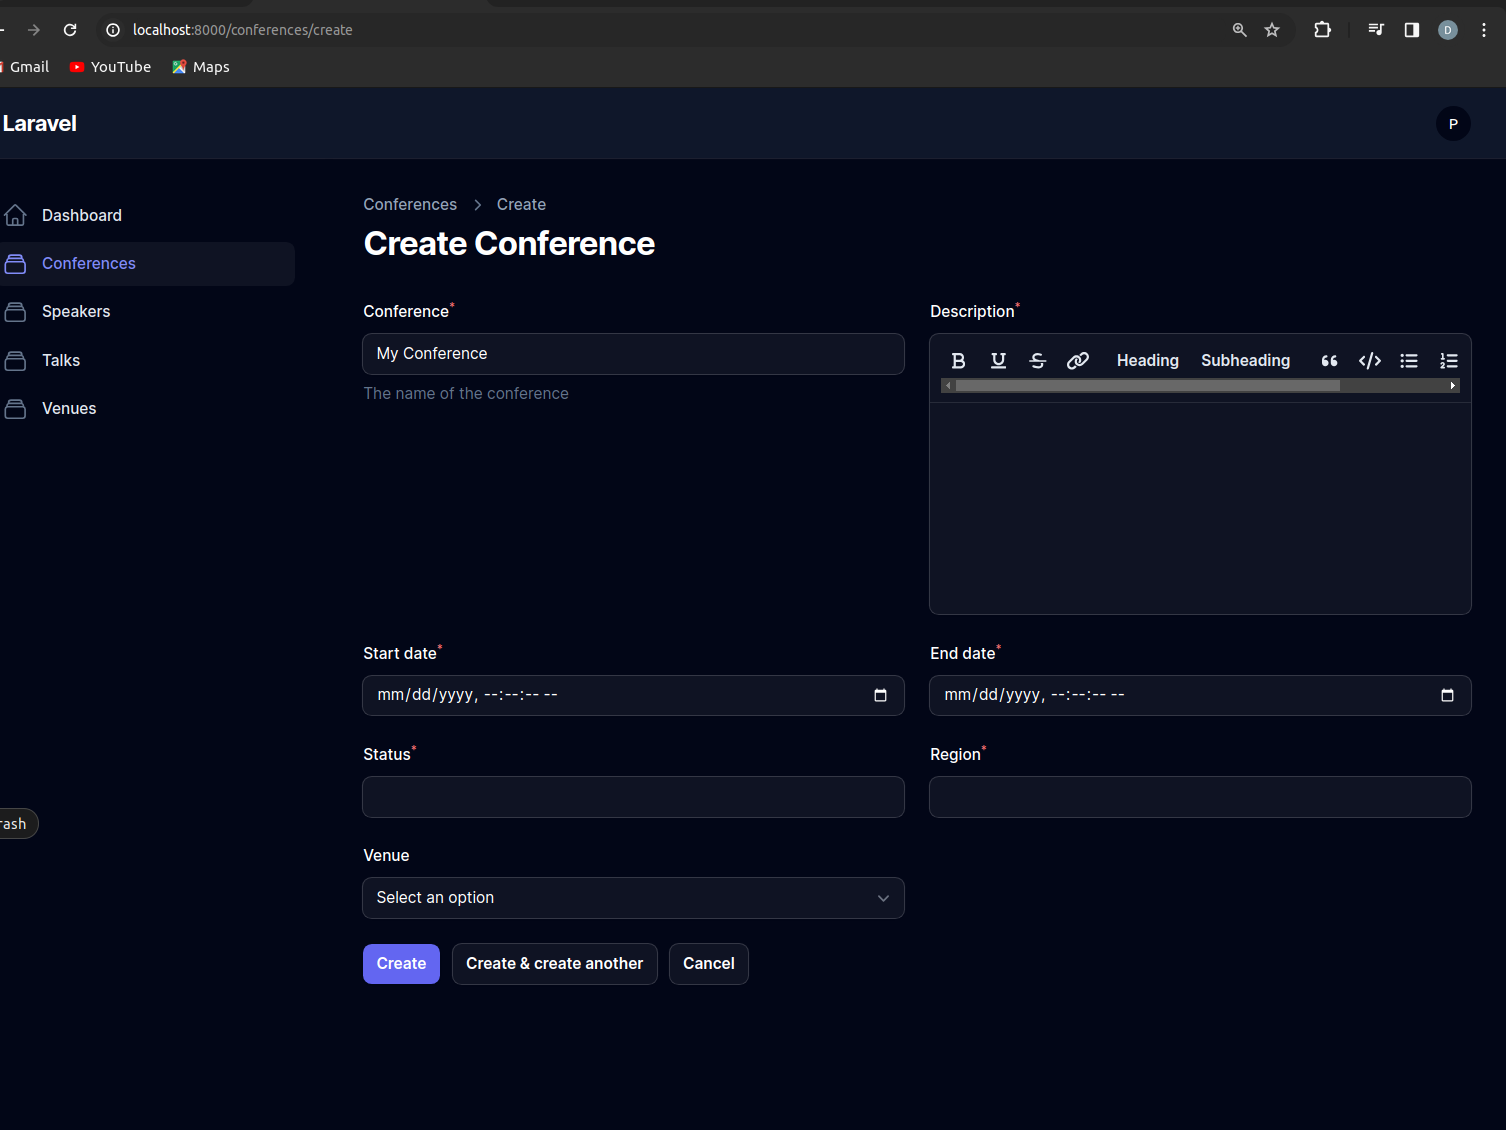 localhost:8000/conferences/create
D
Gmail
YouTube
Maps
Laravel
P
Dashboard
Conferences
Speakers
Talks
Venues
Conferences
Create
Create Conference
Conference*
My Conference
The name of the conference
Description*
B U S Heading Subheading
Start date*
mm/dd/yyyy, --:--:-- --
End date*
mm/dd/yyyy, --:--:-- --
Status*
Region*
Venue
Select an option
Create
Create & create another
Cancel